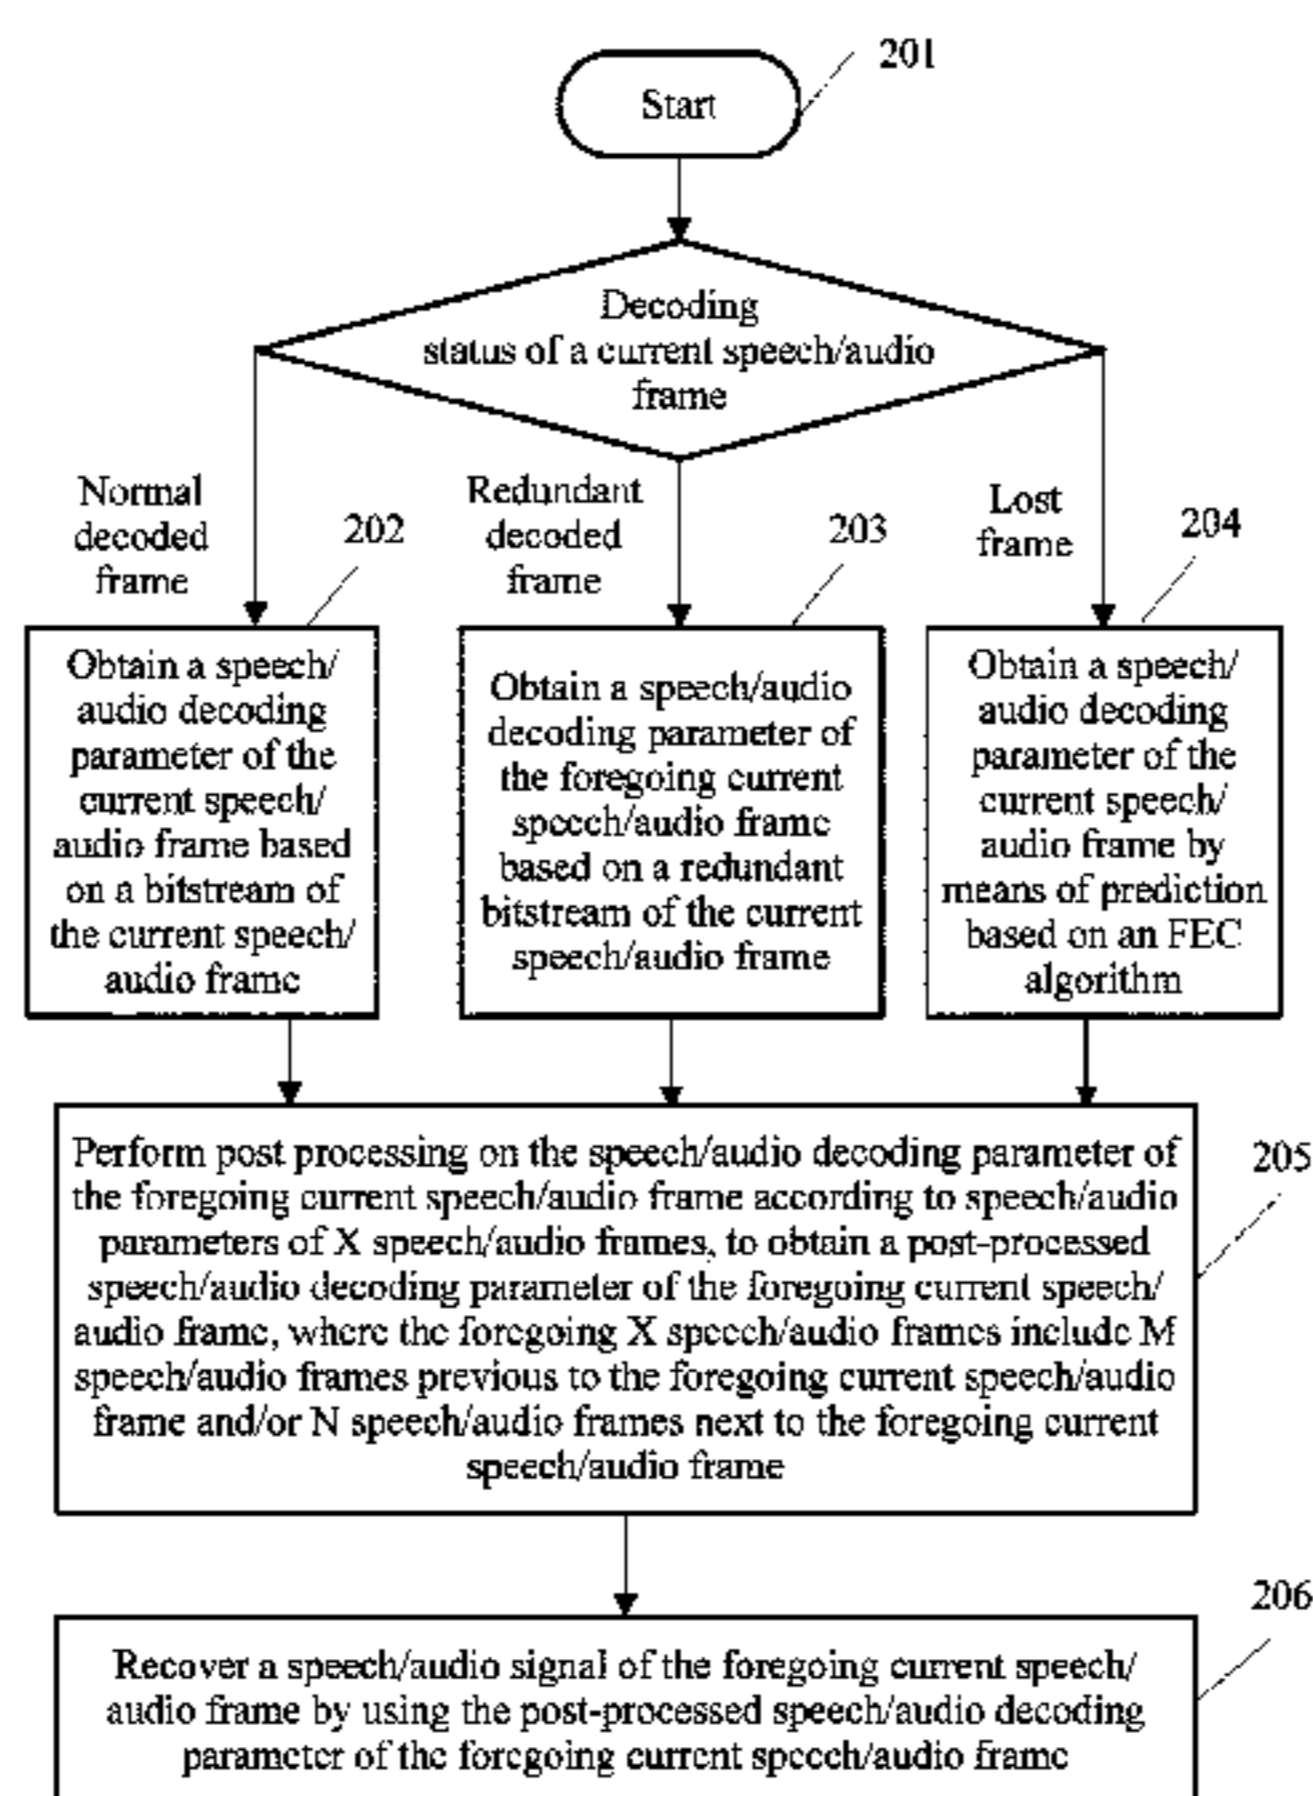 201
Start
Decoding
status of a current speech/audio
frame
Normal
decoded
frame
202
Redundant
decoded
frame
203
Lost
frame
204
Obtain a speech/
audio decoding
parameter of the
current speech/
audio frame based
on a bitstream of
the current speech/
audio frame
Obtain a speech/audio
decoding parameter of
the foregoing current
speech/audio frame
based on a redundant
bitstream of the current
speech/audio frame
Obtain a speech/
audio decoding
parameter of the
current speech/
audio frame by
means of prediction
based on an FEC
algorithm
Perform post processing on the speech/audio decoding parameter of
the foregoing current speech/audio frame according to speech/audio
parameters of X speech/audio frames, to obtain a post-processed
speech/audio decoding parameter of the foregoing current speech/
audio frame, where the foregoing X speech/audio frames include M
speech/audio frames previous to the foregoing current speech/audio
frame and/or N speech/audio frames next to the foregoing current
speech/audio frame
205
206
Recover a speech/audio signal of the foregoing current speech/
audio frame by using the post-processed speech/audio decoding
parameter of the foregoing current speech/audio frame